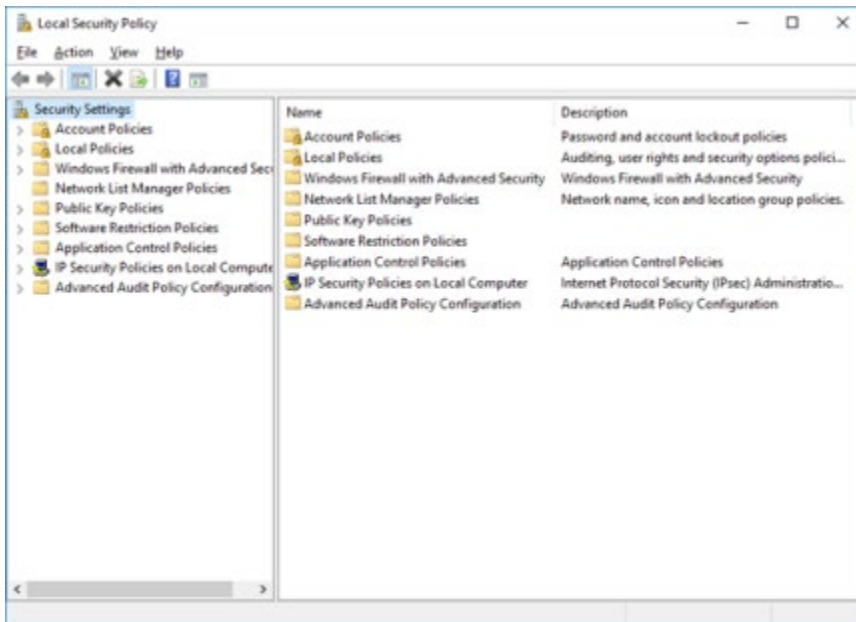 Local Security Policy
File Action View Help
Security Settings
Account Policies
Local Policies
Windows Firewall with Advanced Sec
Network List Manager Policies
Public Key Policies
Software Restriction Policies
Application Control Policies
IP Security Policies on Local Compute
Advanced Audit Policy Configuration
Name Description
Account Policies Password and account lockout policies
Local Policies Auditing, user rights and security options polici...
Windows Firewall with Advanced Security Windows Firewall with Advanced Security
Network List Manager Policies Network name, icon and location group policies.
Public Key Policies
Software Restriction Policies
Application Control Policies Application Control Policies
IP Security Policies on Local Computer Internet Protocol Security (IPsec) Administratio...
Advanced Audit Policy Configuration Advanced Audit Policy Configuration